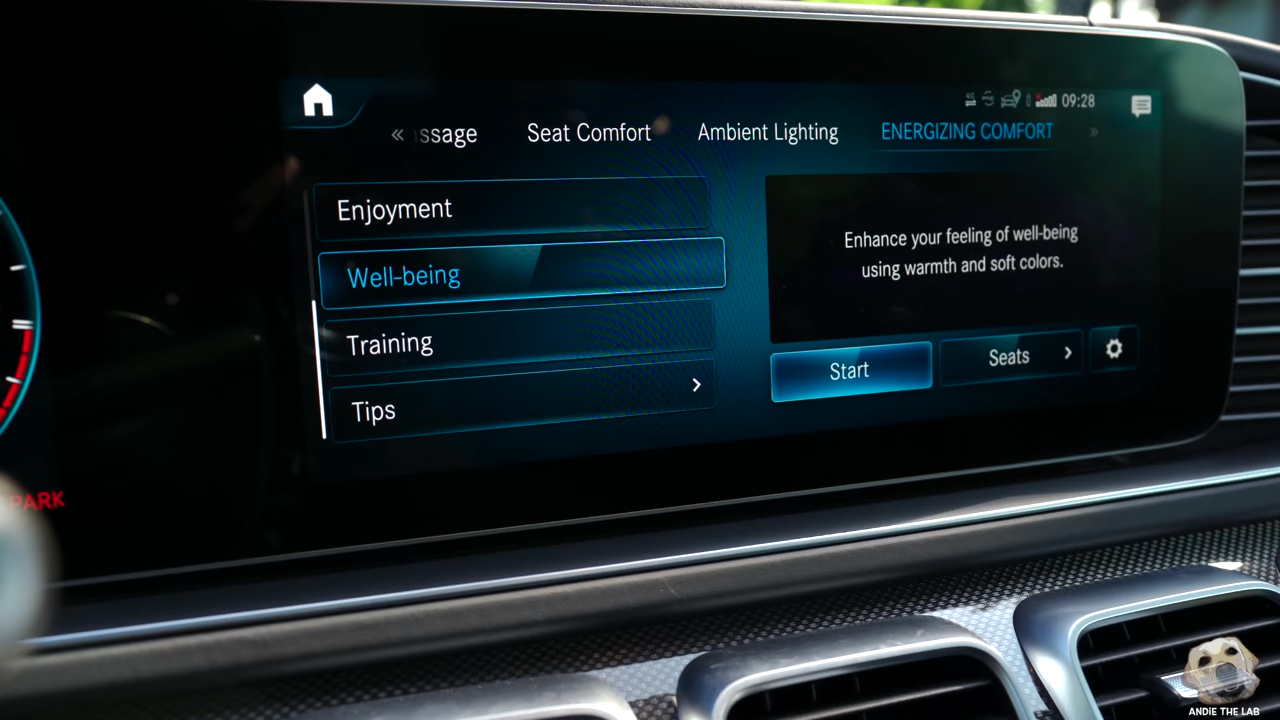 09:28
ssage
Seat Comfort
Ambient Lighting
ENERGIZING COMFORT
Enjoyment
Well-being
Training
Tips
Enhance your feeling of well-being
using warmth and soft colors.
Start
Seats
PARK
ANDIE THE LAB